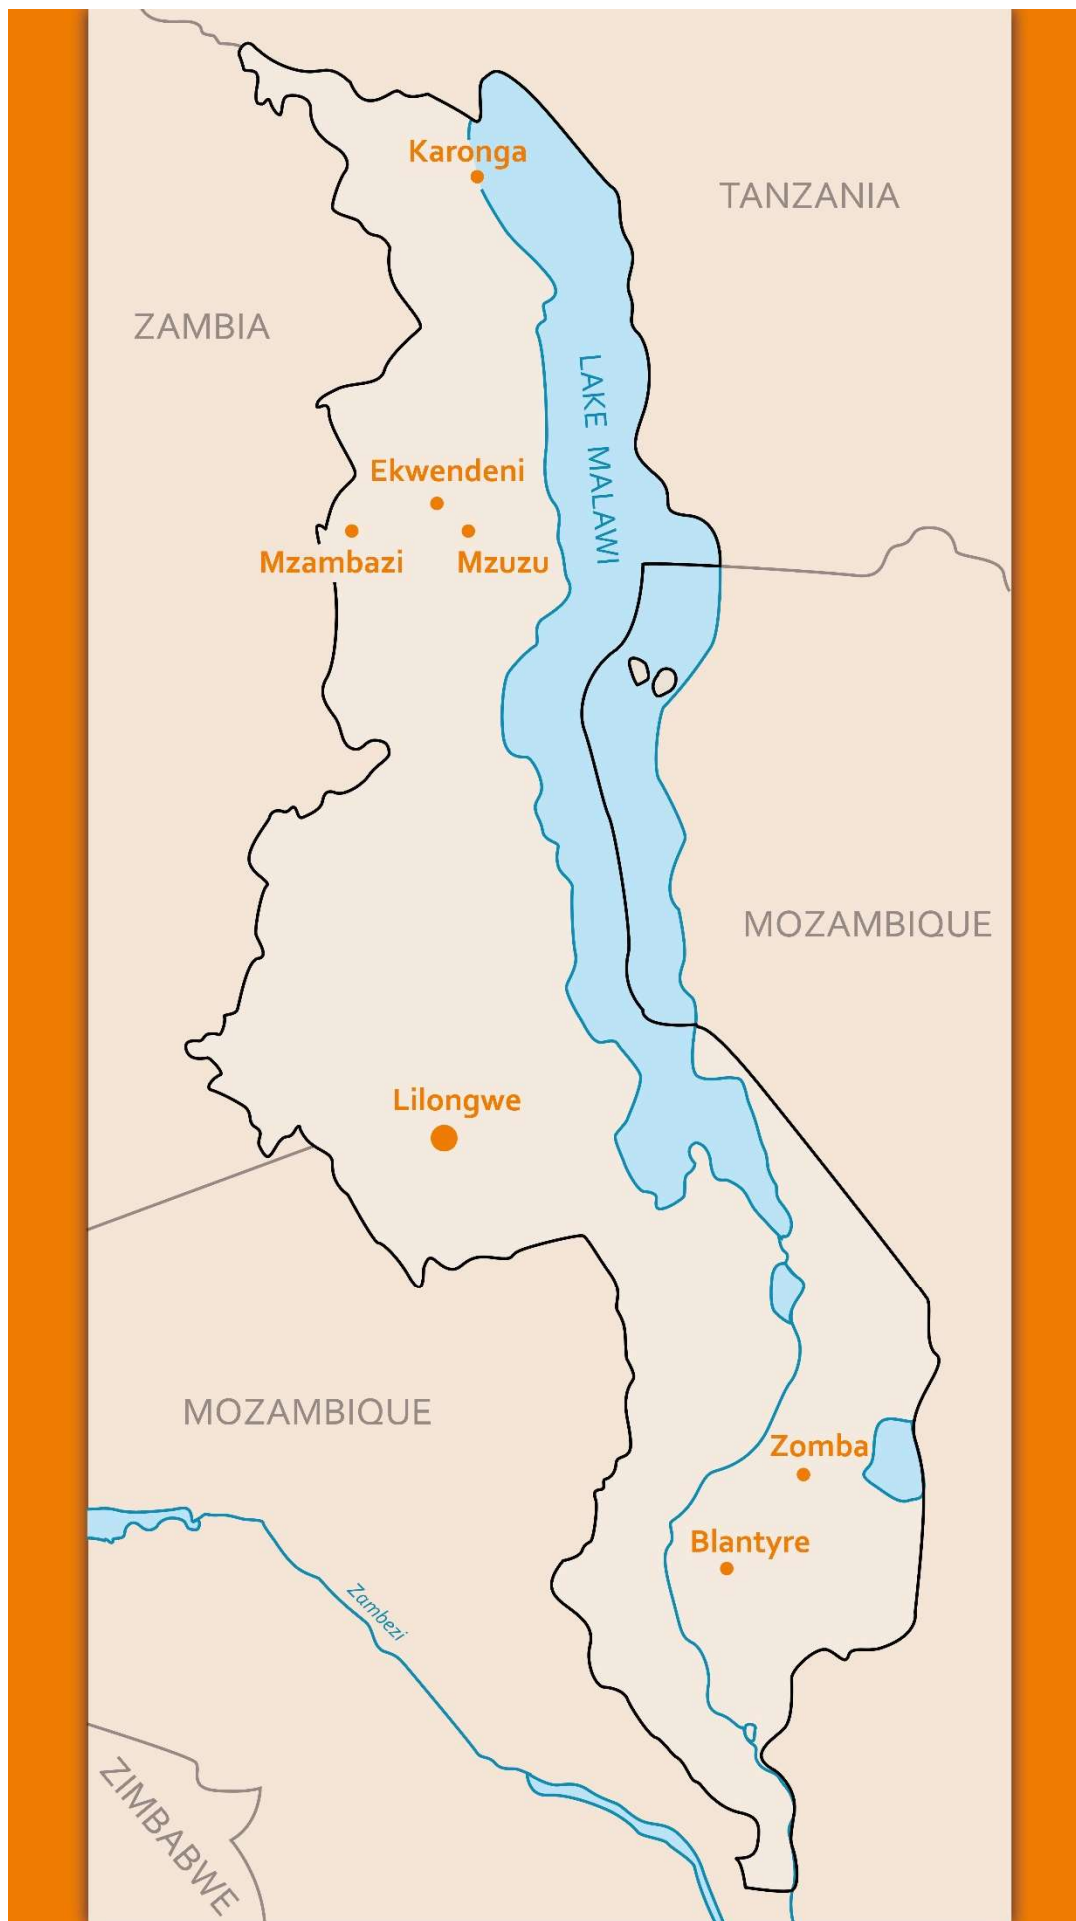 Karonga
TANZANIA
ZAMBIA
LAKE MALAWI
Ekwendeni
Mzambazi
Mzuzu
MOZAMBIQUE
Lilongwe
MOZAMBIQUE
Zomba
Blantyre
Zambezi
ZIMBABWE